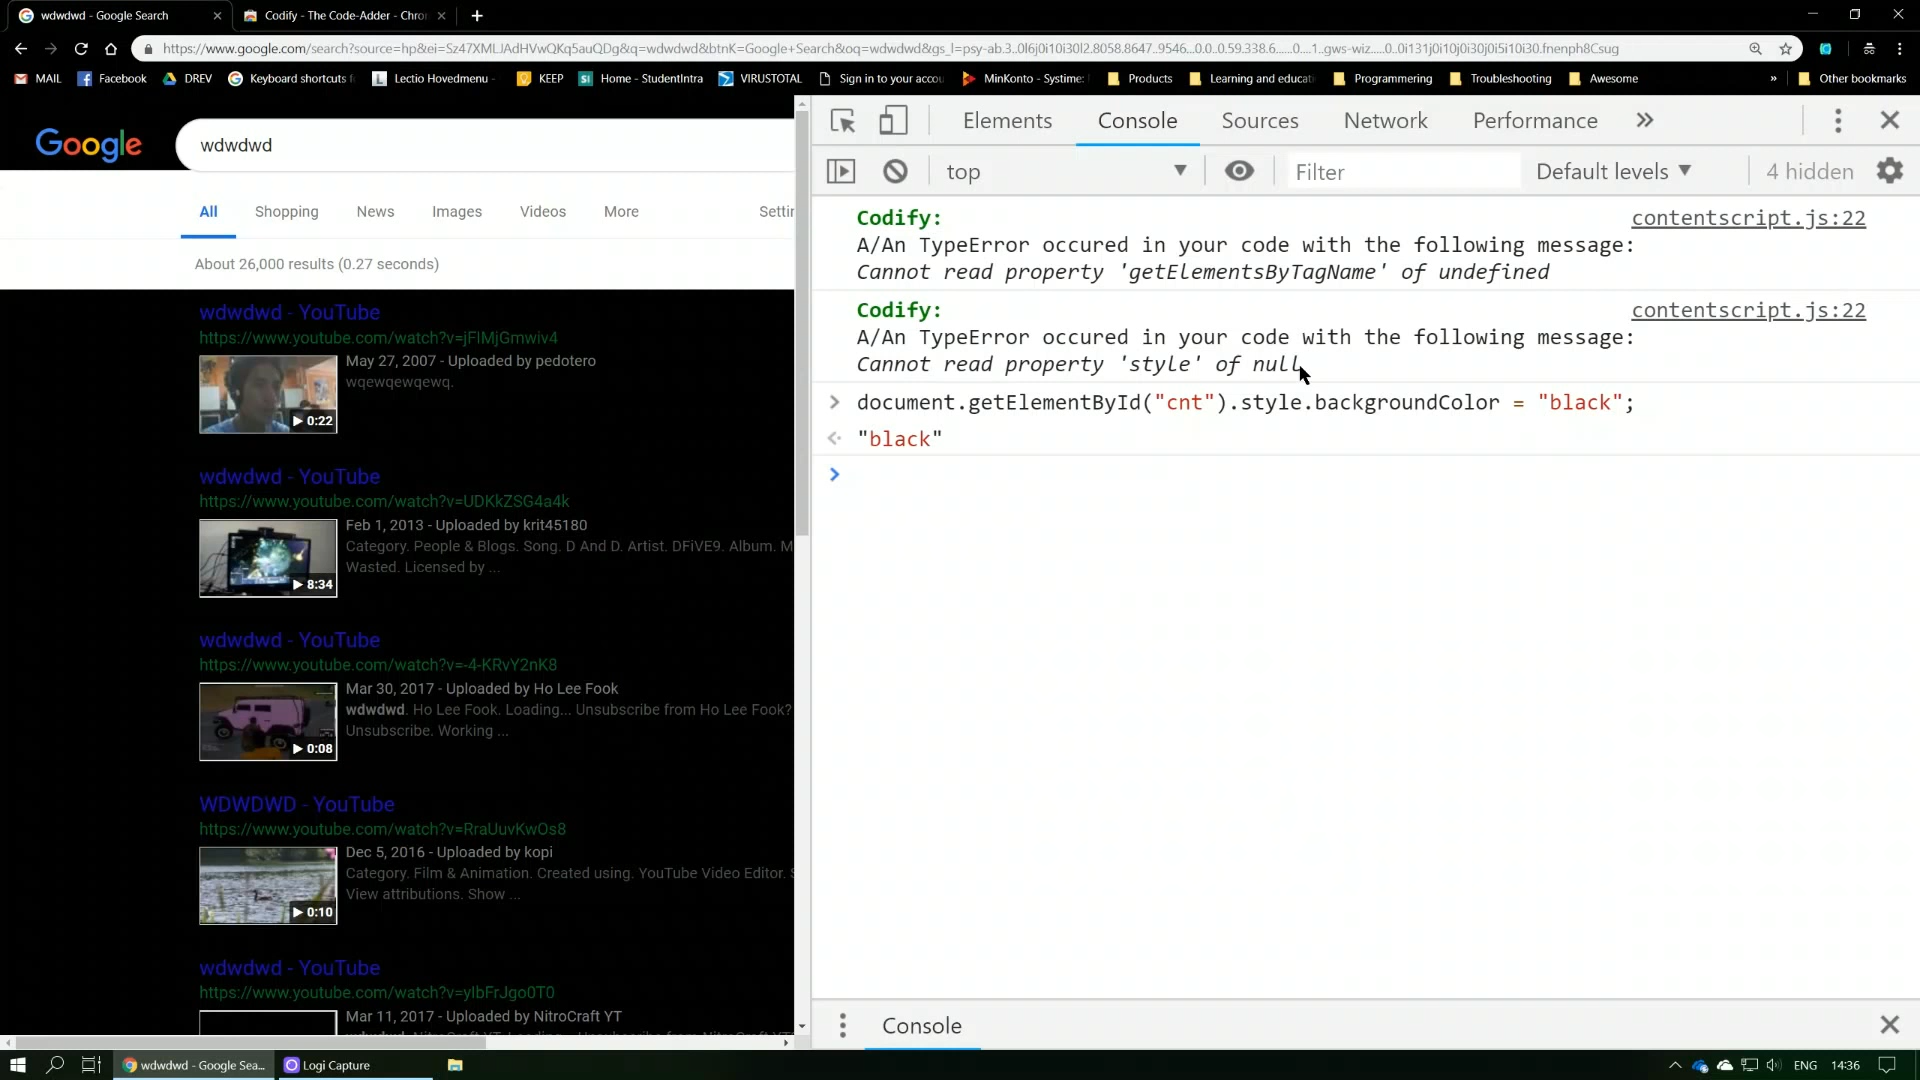 wdwdwd - Google Search
Codify - The Code-Adder - Chro
https://www.google.com/search?source=hp&ei=Sz47XMLJAdHVwQKq5auQDg&q=wdwdwd&btnK=Google+Search&oq=wdwdwd&gs_l=psy-ab.3..0l6j0i10i30l2.8058.8647..9546...0.0..0.59.338.6......0....1..gws-wiz.....0..0i131j0i10j0i30j0i5i10i30.fnenph8Csug
MAIL
Facebook
DREV
Keyboard shortcuts f
Lectio Hovedmenu -
KEEP
Home - StudentIntra
VIRUSTOTAL
Sign in to your accou
MinKonto - Systime:
Products
Learning and educati
Programming
Troubleshooting
Awesome
»
Other bookmarks
Google
wdwdwd
All
Shopping
News
Images
Videos
More
Settin
About 26,000 results (0.27 seconds)
wdwdwd - YouTube
https://www.youtube.com/watch?v=jFlMjGmwiv4
May 27, 2007 - Uploaded by pedotero
wqewqewqewq.
0:22
wdwdwd - YouTube
https://www.youtube.com/watch?v=UDKkZSG4a4k
Feb 1, 2013 - Uploaded by krit45180
Category. People & Blogs. Song. D And D. Artist. DFiVE9. Album. M
Wasted. Licensed by ...
8:34
wdwdwd - YouTube
https://www.youtube.com/watch?v=-4-KRvY2nK8
Mar 30, 2017 - Uploaded by Ho Lee Fook
wdwdwd. Ho Lee Fook. Loading... Unsubscribe from Ho Lee Fook?
Unsubscribe. Working ...
0:08
WDWDWD - YouTube
https://www.youtube.com/watch?v=RraUuvKwOs8
Dec 5, 2016 - Uploaded by kopi
Category. Film & Animation. Created using. YouTube Video Editor. S
View attributions. Show ...
0:10
wdwdwd - YouTube
https://www.youtube.com/watch?v=yIbFrJgo0T0
Mar 11, 2017 - Uploaded by NitroCraft YT
Elements
Console
Sources
Network
Performance
»
top
Filter
Default levels
4 hidden
Codify:
contentscript.js:22
A/An TypeError occured in your code with the following message:
Cannot read property 'getElementsByTagName' of undefined
Codify:
contentscript.js:22
A/An TypeError occured in your code with the following message:
Cannot read property 'style' of null
> document.getElementById("cnt").style.backgroundColor = "black";
"black"
>
Console
wdwdwd - Google Sea...
Logi Capture
ENG
14:36